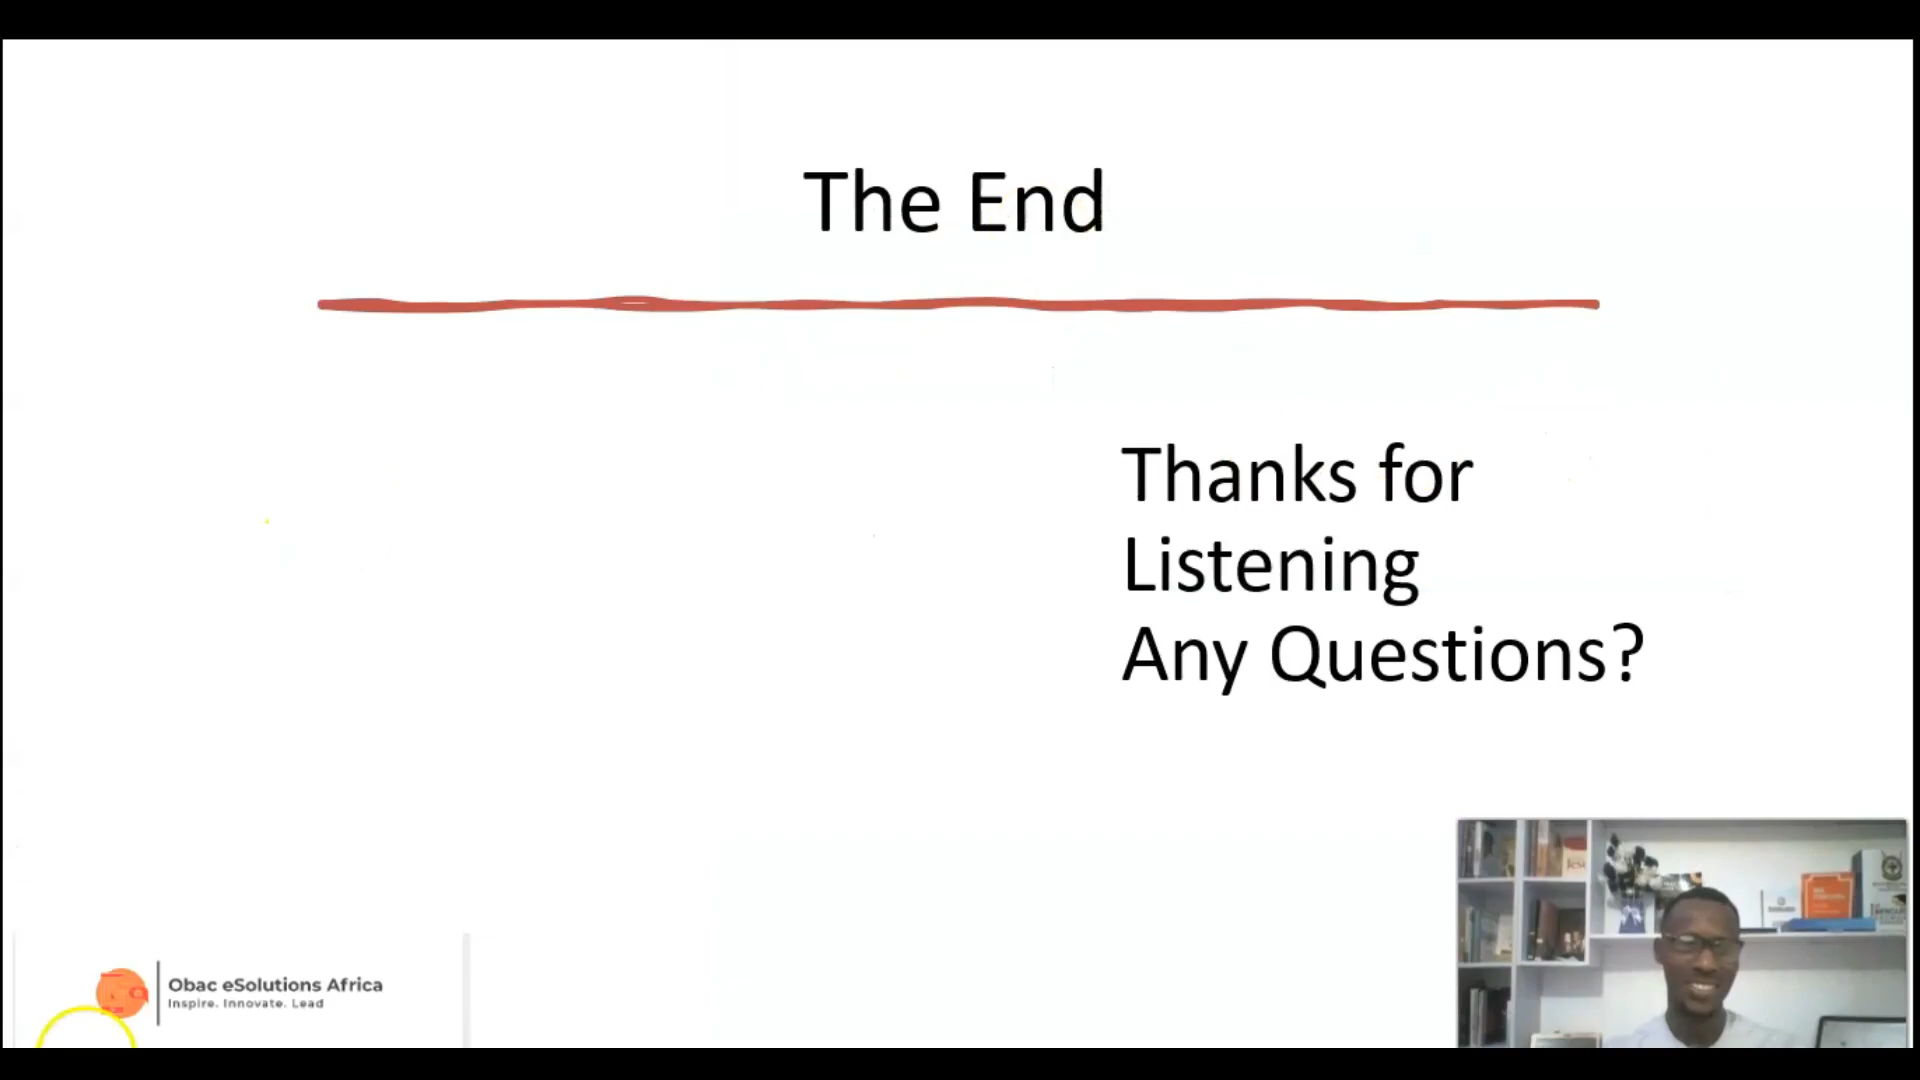 The End
Thanks for
Listening
Any Questions?
Obac eSolutions Africa
Inspire. Innovate. Lead